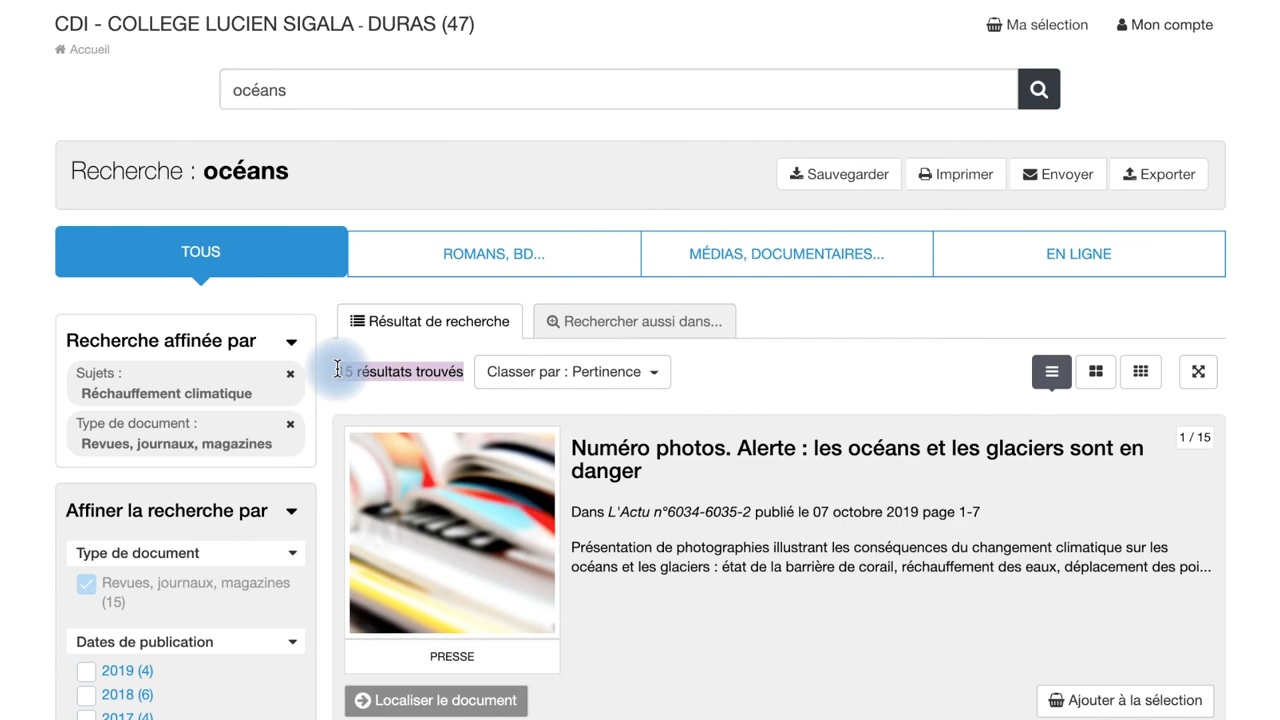 CDI - COLLEGE LUCIEN SIGALA - DURAS (47)
Ma sélection
Mon compte
Accueil
océans
Recherche : océans
Sauvegarder
Imprimer
Envoyer
Exporter
TOUS
ROMANS, BD...
MÉDIAS, DOCUMENTAIRES...
EN LIGNE
Recherche affinée par
Sujets :
Réchauffement climatique
Type de document :
Revues, journaux, magazines
Affiner la recherche par
Type de document
Revues, journaux, magazines
(15)
Dates de publication
2019 (4)
2018 (6)
2017 (4)
Résultat de recherche
Rechercher aussi dans...
15 résultats trouvés
Classer par : Pertinence
1 / 15
Numéro photos. Alerte : les océans et les glaciers sont en
danger
Dans L'Actu n°6034-6035-2 publié le 07 octobre 2019 page 1-7
Présentation de photographies illustrant les conséquences du changement climatique sur les
océans et les glaciers : état de la barrière de corail, réchauffement des eaux, déplacement des poi...
PRESSE
Localiser le document
Ajouter à la sélection